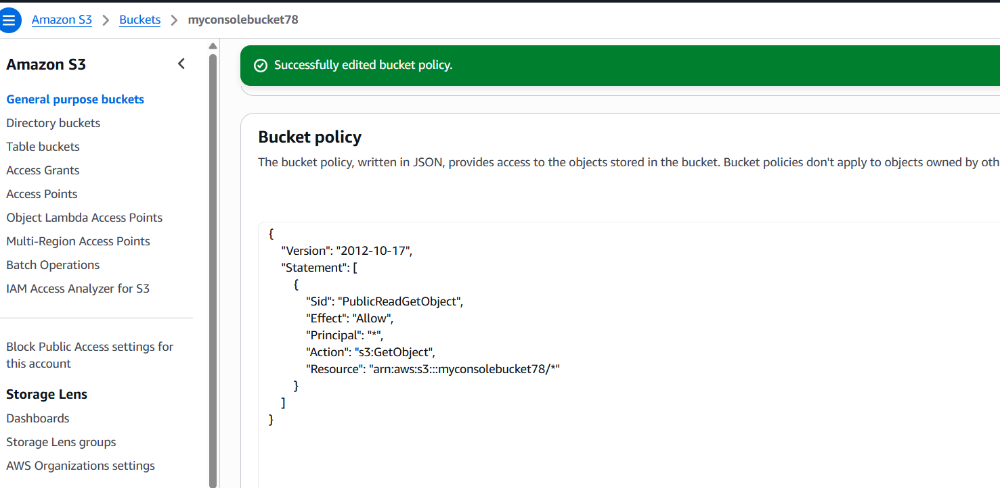 Amazon S3 > Buckets > myconsolebucket78
Amazon S3
General purpose buckets
Directory buckets
Table buckets
Access Grants
Access Points
Object Lambda Access Points
Multi-Region Access Points
Batch Operations
IAM Access Analyzer for S3
Block Public Access settings for
this account
Storage Lens
Dashboards
Storage Lens groups
AWS Organizations settings
Successfully edited bucket policy.
Bucket policy
The bucket policy, written in JSON, provides access to the objects stored in the bucket. Bucket policies don't apply to objects owned by oth
{
"Version": "2012-10-17",
"Statement": [
{
"Sid": "PublicReadGetObject",
"Effect": "Allow",
"Principal": "*",
"Action": "s3:GetObject",
"Resource": "arn:aws:s3:::myconsolebucket78/*"
}
]
}